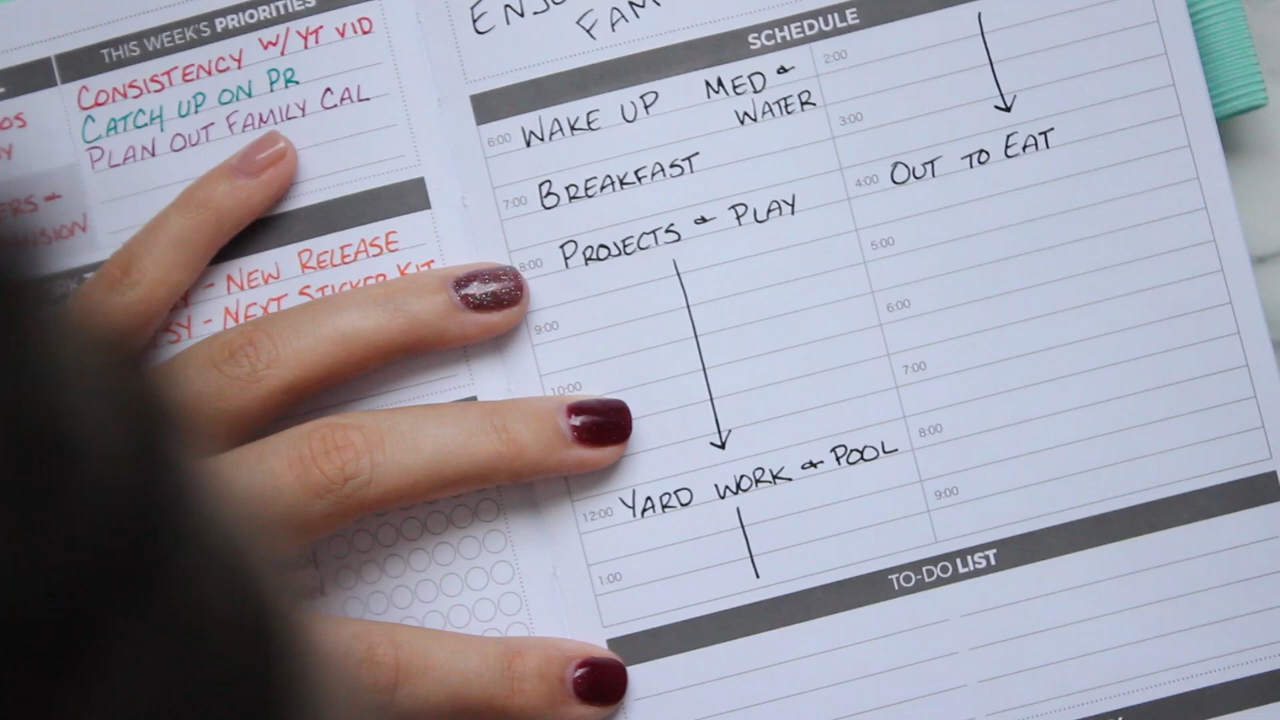 THIS WEEK'S PRIORITIES
CONSISTENCY W/ YT VID
CATCH UP ON PR
PLAN OUT FAMILY CAL
- NEW RELEASE
- NEXT STICKER KIT
SCHEDULE
6:00 WAKE UP MED &
WATER
7:00 BREAKFAST
8:00 PROJECTS & PLAY
9:00
10:00
12:00 YARD WORK & POOL
1:00
2:00
3:00
4:00 OUT TO EAT
5:00
6:00
7:00
8:00
9:00
TO-DO LIST